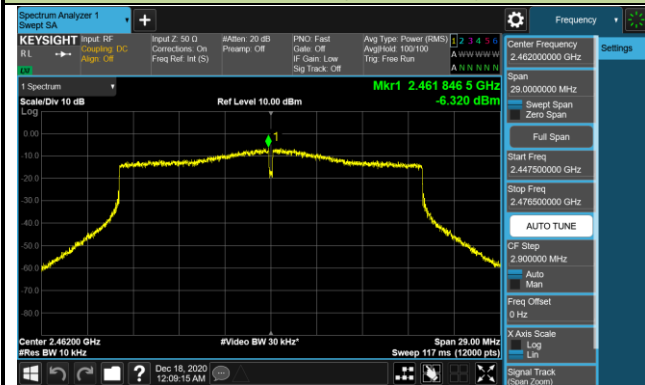 Spectrum Analyzer 1
Swept SA
+
Frequency
KEYSIGHT
RL
Input: RF
Coupling: DC
Align: Off
Input Z: 50 Ω
Corrections: On
Freq Ref: Int (S)
#Atten: 20 dB
Preamp: Off
PNO: Fast
Gate: Off
IF Gain: Low
Sig Track: Off
Avg Type: Power (RMS)
Avg|Hold: 100/100
Trig: Free Run
1 2 3 4 5 6
A W W W W W
A N N N N N
1 Spectrum
Scale/Div 10 dB
Log
Ref Level 10.00 dBm
Mkr1 2.461 846 5 GHz
-6.320 dBm
1
0.00
-10.0
-20.0
-30.0
-40.0
-50.0
-60.0
-70.0
-80.0
Center 2.46200 GHz
#Res BW 10 kHz
#Video BW 30 kHz*
Span 29.00 MHz
Sweep 117 ms (12000 pts)
Center Frequency
2.462000000 GHz
Settings
Span
29.0000000 MHz
Swept Span
Zero Span
Full Span
Start Freq
2.447500000 GHz
Stop Freq
2.476500000 GHz
AUTO TUNE
CF Step
2.900000 MHz
Auto
Man
Freq Offset
0 Hz
X Axis Scale
Log
Lin
Signal Track
(Span Zoom)
?
Dec 18, 2020
12:09:15 AM